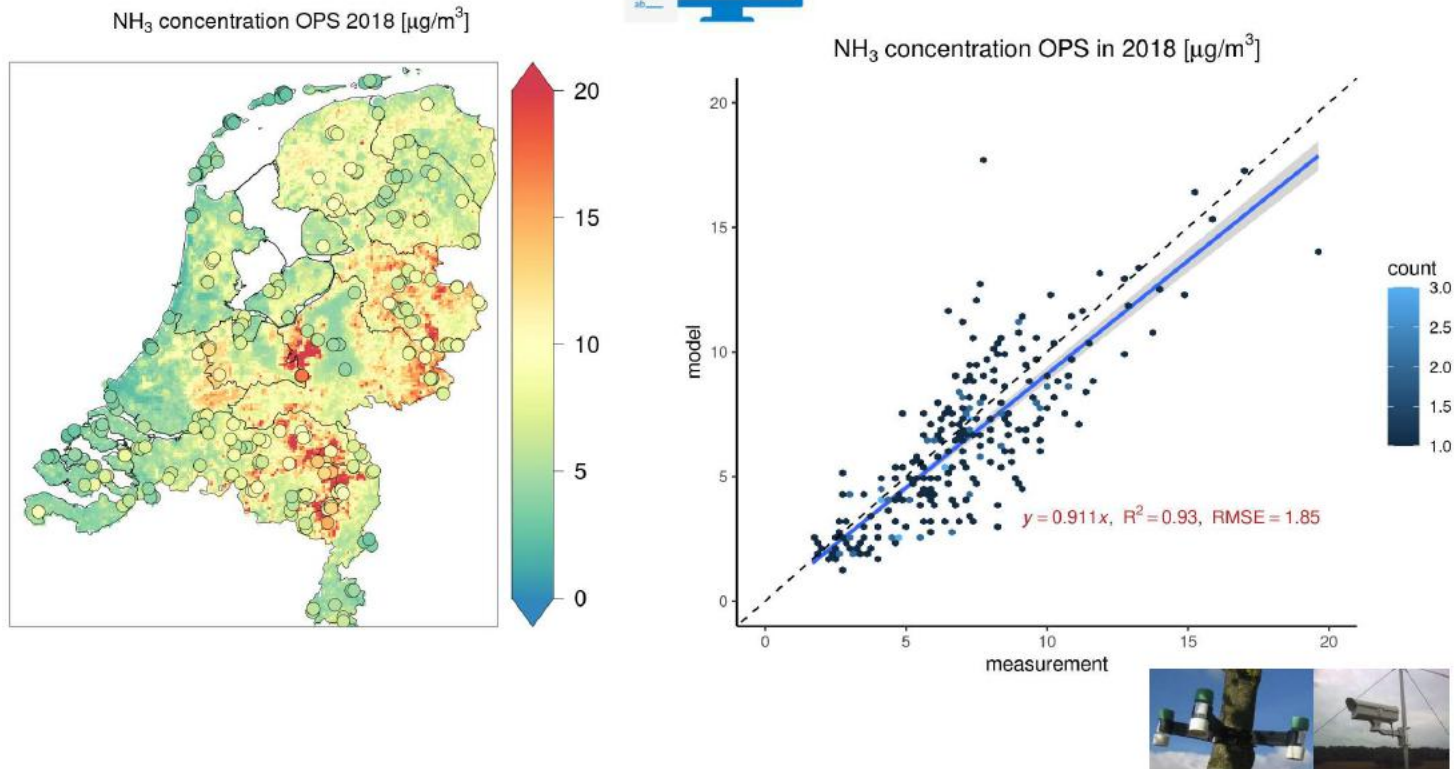 NH₃ concentration OPS 2018 [μg/m³]
20
15
10
5
0
ab
NH₃ concentration OPS in 2018 [μg/m³]
20
15
10
5
0
model
0
5
10
15
20
measurement
y = 0.911x, R² = 0.93, RMSE = 1.85
count
3.0
2.5
2.0
1.5
1.0